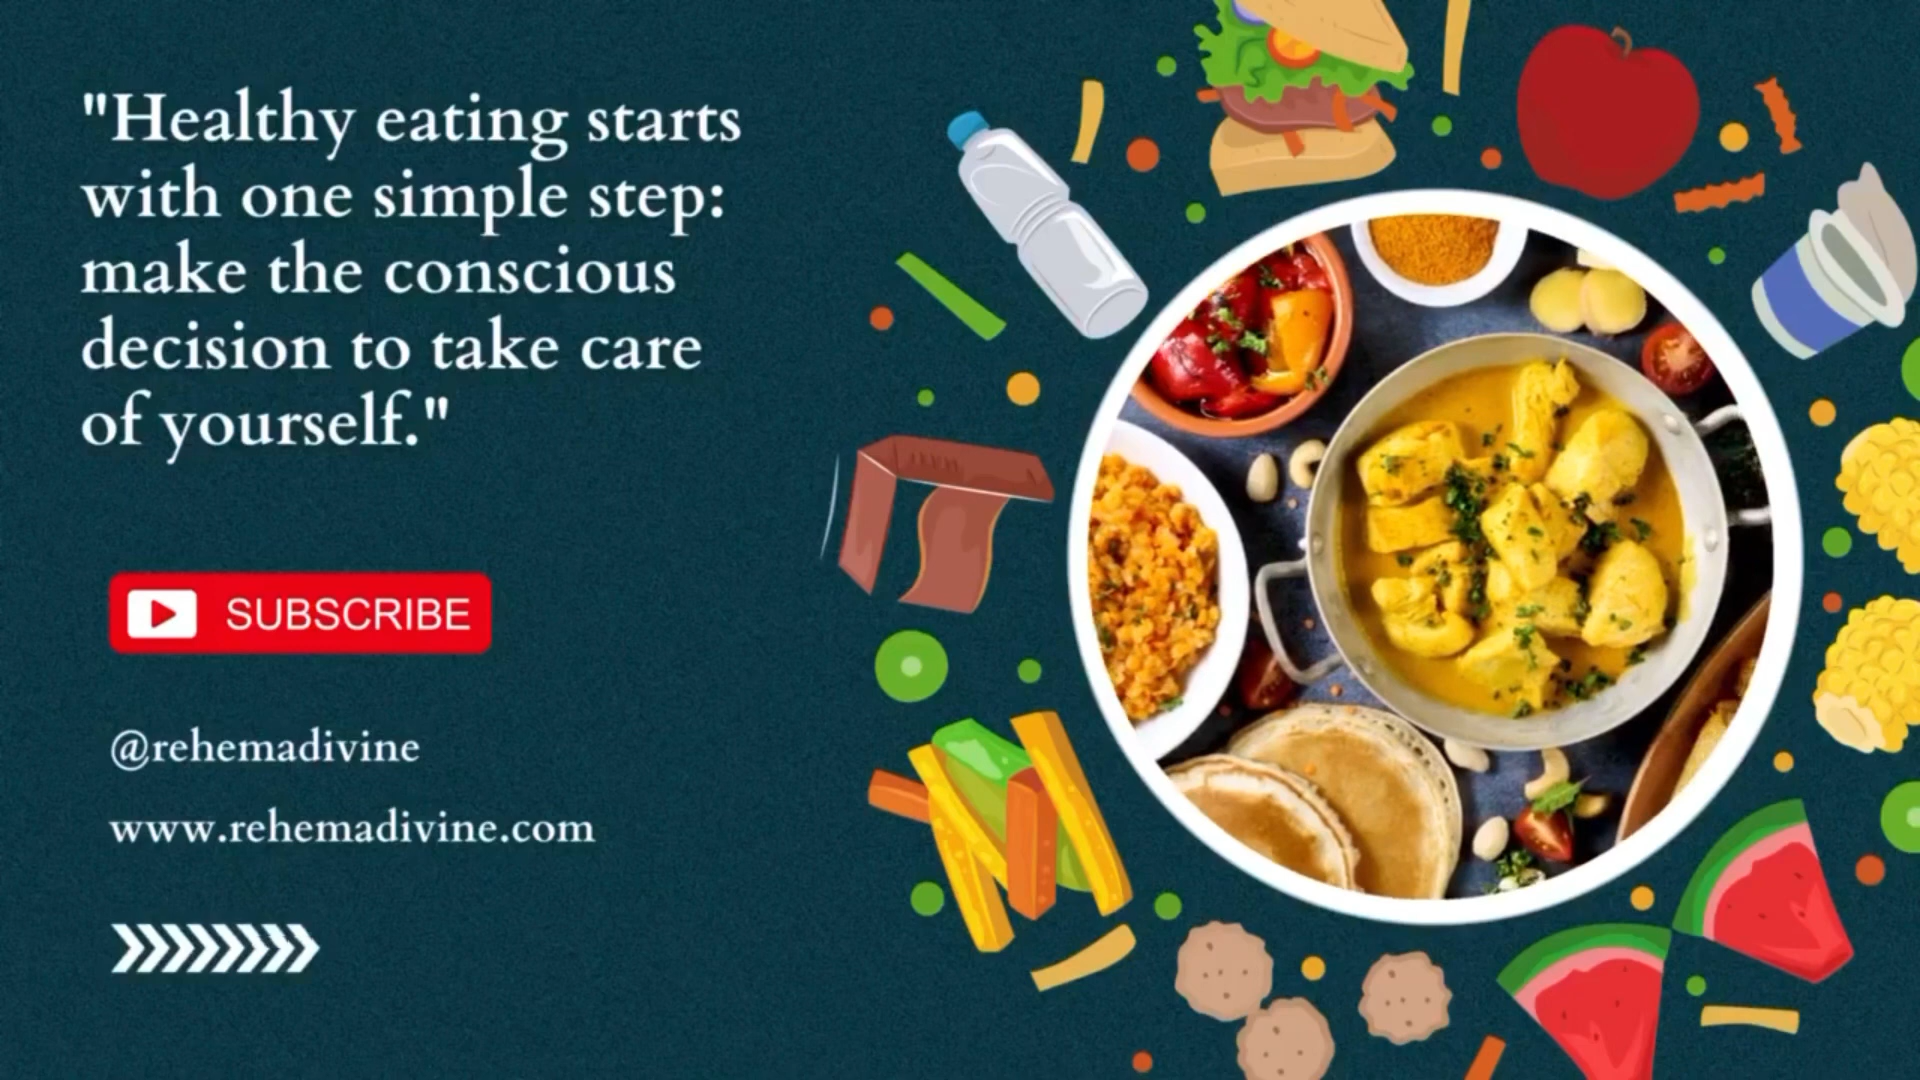 "Healthy eating starts
with one simple step:
make the conscious
decision to take care
of yourself."
SUBSCRIBE
@rehemadivine
www.rehemadivine.com